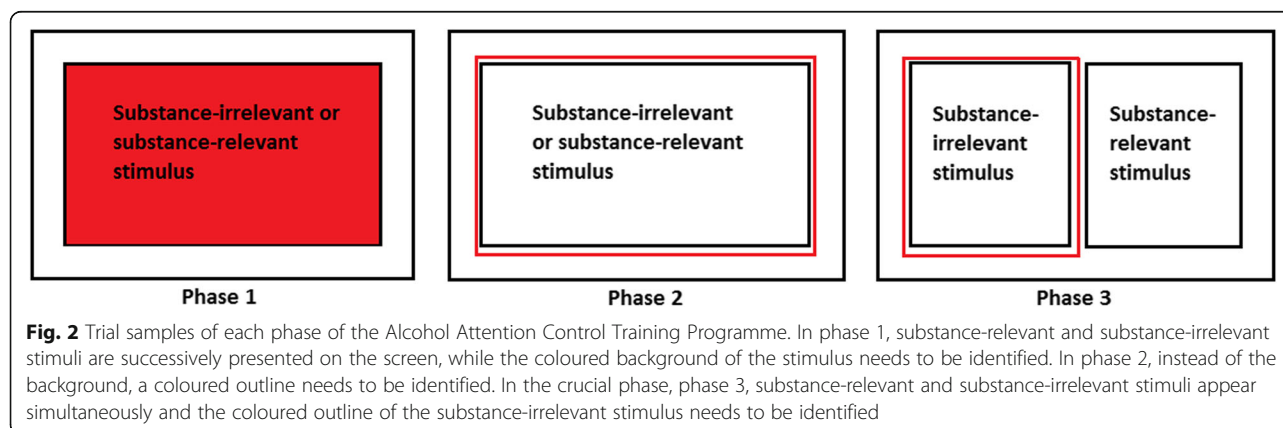 Substance-irrelevant or
substance-relevant
stimulus
Substance-irrelevant
or substance-relevant
stimulus
Substance-
irrelevant
stimulus
Substance-
relevant
stimulus
Phase 1
Phase 2
Phase 3
Fig. 2 Trial samples of each phase of the Alcohol Attention Control Training Programme. In phase 1, substance-relevant and substance-irrelevant
stimuli are successively presented on the screen, while the coloured background of the stimulus needs to be identified. In phase 2, instead of the
background, a coloured outline needs to be identified. In the crucial phase, phase 3, substance-relevant and substance-irrelevant stimuli appear
simultaneously and the coloured outline of the substance-irrelevant stimulus needs to be identified